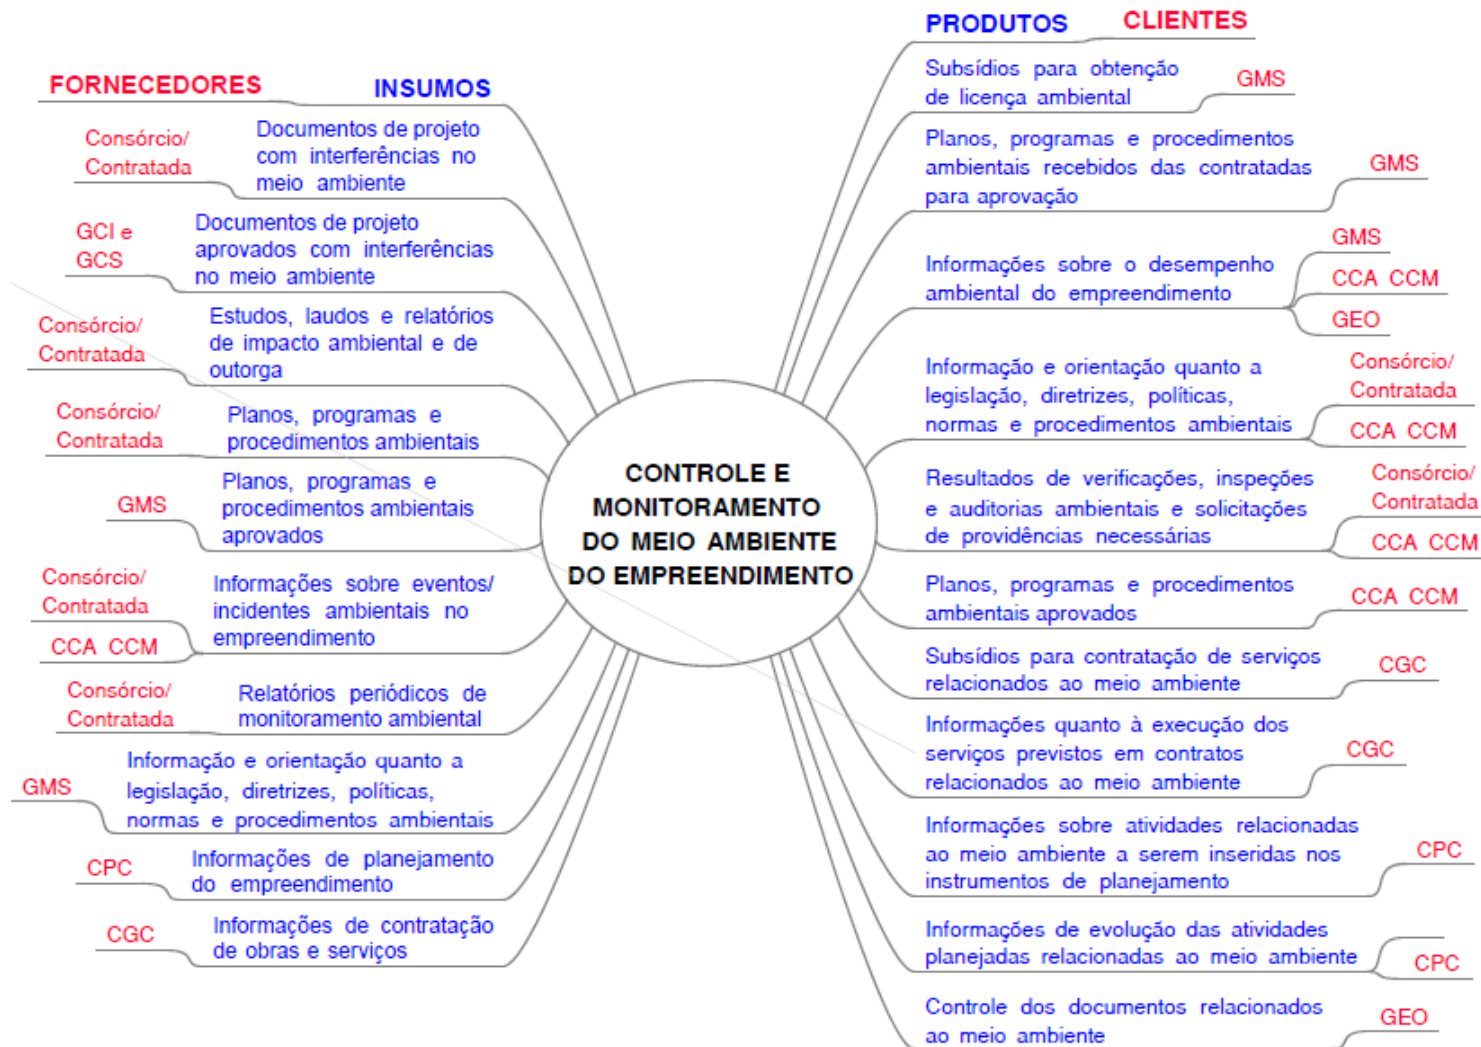 FORNECEDORES INSUMOS
Consórcio/
Contratada
Documentos de projeto
com interferências no
meio ambiente
GCI e
GCS
Documentos de projeto
aprovados com interferências
no meio ambiente
Consórcio/
Contratada
Estudos, laudos e relatórios
de impacto ambiental e de
outorga
Consórcio/
Contratada
Planos, programas e
procedimentos ambientais
GMS
Planos, programas e
procedimentos ambientais
aprovados
Consórcio/
Contratada
CCA CCM
Informações sobre eventos/
incidentes ambientais no
empreendimento
Consórcio/
Contratada
Relatórios periódicos de
monitoramento ambiental
GMS
Informação e orientação quanto a
legislação, diretrizes, políticas,
normas e procedimentos ambientais
CPC
Informações de planejamento
do empreendimento
CGC
Informações de contratação
de obras e serviços
CONTROLE E
MONITORAMENTO
DO MEIO AMBIENTE
DO EMPREENDIMENTO
PRODUTOS CLIENTES
Subsídios para obtenção
de licença ambiental
GMS
Planos, programas e procedimentos
ambientais recebidos das contratadas
para aprovação
GMS
Informações sobre o desempenho
ambiental do empreendimento
GMS
CCA CCM
GEO
Informação e orientação quanto a
legislação, diretrizes, políticas,
normas e procedimentos ambientais
Consórcio/
Contratada
CCA CCM
Resultados de verificações, inspeções
e auditorias ambientais e solicitações
de providências necessárias
Consórcio/
Contratada
CCA CCM
Planos, programas e procedimentos
ambientais aprovados
CCA CCM
Subsídios para contratação de serviços
relacionados ao meio ambiente
CGC
Informações quanto à execução dos
serviços previstos em contratos
relacionados ao meio ambiente
CGC
Informações sobre atividades relacionadas
ao meio ambiente a serem inseridas nos
instrumentos de planejamento
CPC
Informações de evolução das atividades
planejadas relacionadas ao meio ambiente
CPC
Controle dos documentos relacionados
ao meio ambiente
GEO